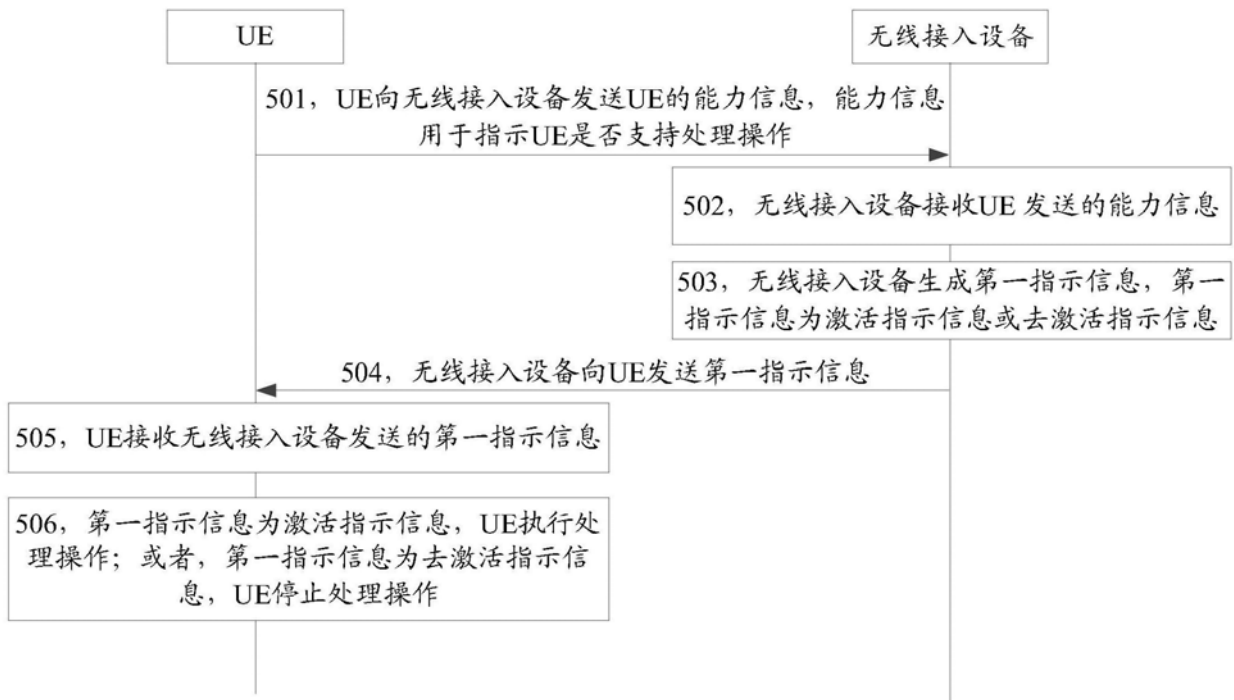 UE
无线接入设备
501，UE向无线接入设备发送UE的能力信息，能力信息
用于指示UE是否支持处理操作
502，无线接入设备接收UE 发送的能力信息
503，无线接入设备生成第一指示信息，第一
指示信息为激活指示信息或去激活指示信息
504，无线接入设备向UE发送第一指示信息
505，UE接收无线接入设备发送的第一指示信息
506，第一指示信息为激活指示信息，UE执行处
理操作；或者，第一指示信息为去激活指示信
息，UE停止处理操作